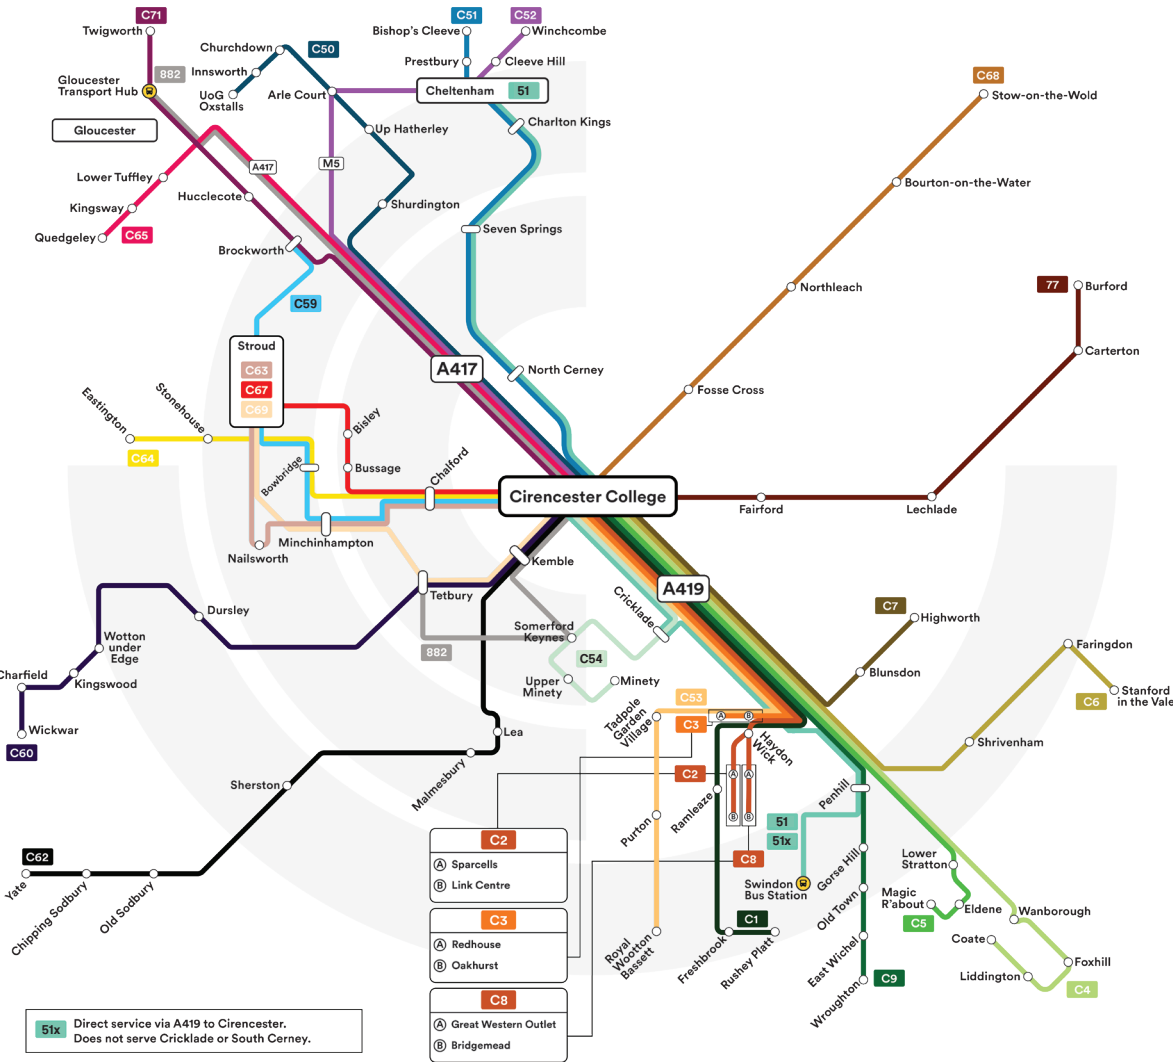 C71
Twigworth
882
Gloucester
Transport Hub
Gloucester
Churchdown
C50
Innsworth
UoG
Oxstalls
Arle Court
C51
Bishop's Cleeve
Prestbury
C52
Winchcombe
Cleeve Hill
Cheltenham
51
Charlton Kings
Up Hatherley
M5
A417
Lower Tuffley
Kingsway
Quedgeley
C65
Hucclecote
Brockworth
Shurdington
Seven Springs
C59
North Cerney
A417
C68
Stow-on-the-Wold
Bourton-on-the-Water
Northleach
Fosse Cross
77
Burford
Carterton
Lechlade
Fairford
Stroud
C63
C67
C69
Eastington
Stonehouse
C64
Bowbridge
Bisley
Bussage
Chalford
Minchinhampton
Nailsworth
Cirencester College
Kemble
Tetbury
Dursley
Wotton
under
Edge
Kingswood
Charfield
Wickwar
C60
882
Somerford
Keynes
Cricklade
A419
C54
Upper
Minety
Minety
C7
Highworth
Blunsdon
Faringdon
C6
Stanford
in the Vale
Shrivenham
Lea
Malmesbury
Sherston
C62
Yate
Chipping Sodbury
Old Sodbury
C53
C3
Tadpole
Garden
Village
A
B
Haydon
Wick
C2
A
A
B
B
Ramleaze
Purton
Royal
Wootton
Bassett
C8
51
51x
Swindon
Bus Station
Penhill
Gorse Hill
Old Town
East Wichel
Wroughton
C9
C1
Freshbrook
Rushey Platt
Lower
Stratton
Magic
R'about
Eldene
C5
Wanborough
Coate
Liddington
Foxhill
C4
C2
A Sparcells
B Link Centre
C3
A Redhouse
B Oakhurst
C8
A Great Western Outlet
B Bridgemead
51x
Direct service via A419 to Cirencester.
Does not serve Cricklade or South Cerney.